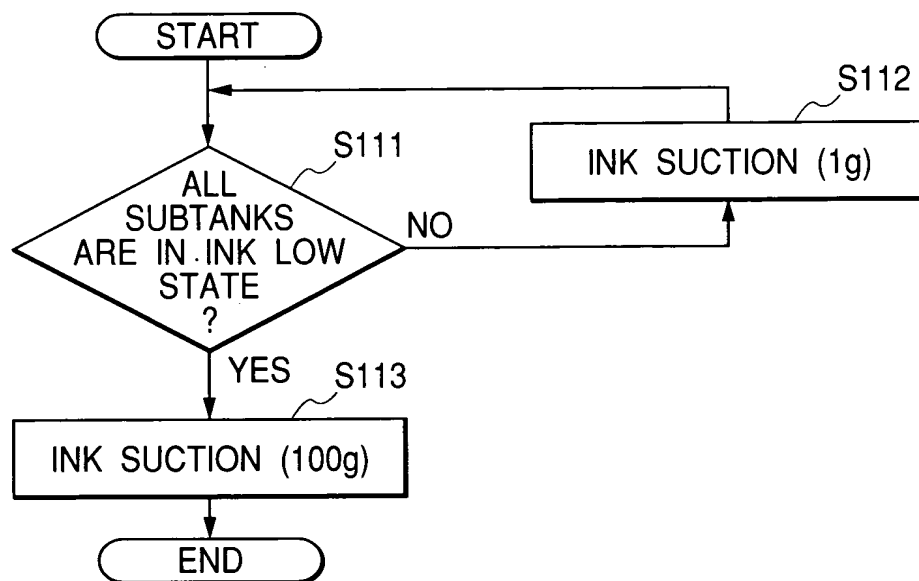 START
S112
INK SUCTION (1g)
S111
ALL
SUBTANKS
ARE IN INK LOW
STATE
?
NO
YES
S113
INK SUCTION (100g)
END